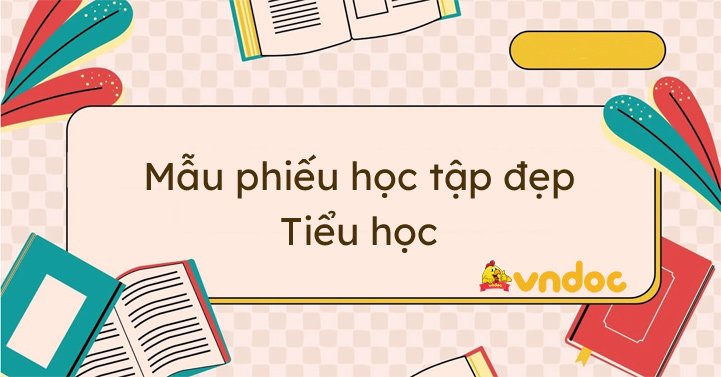 Mẫu phiếu học tập đẹp
Tiểu học
vndoc